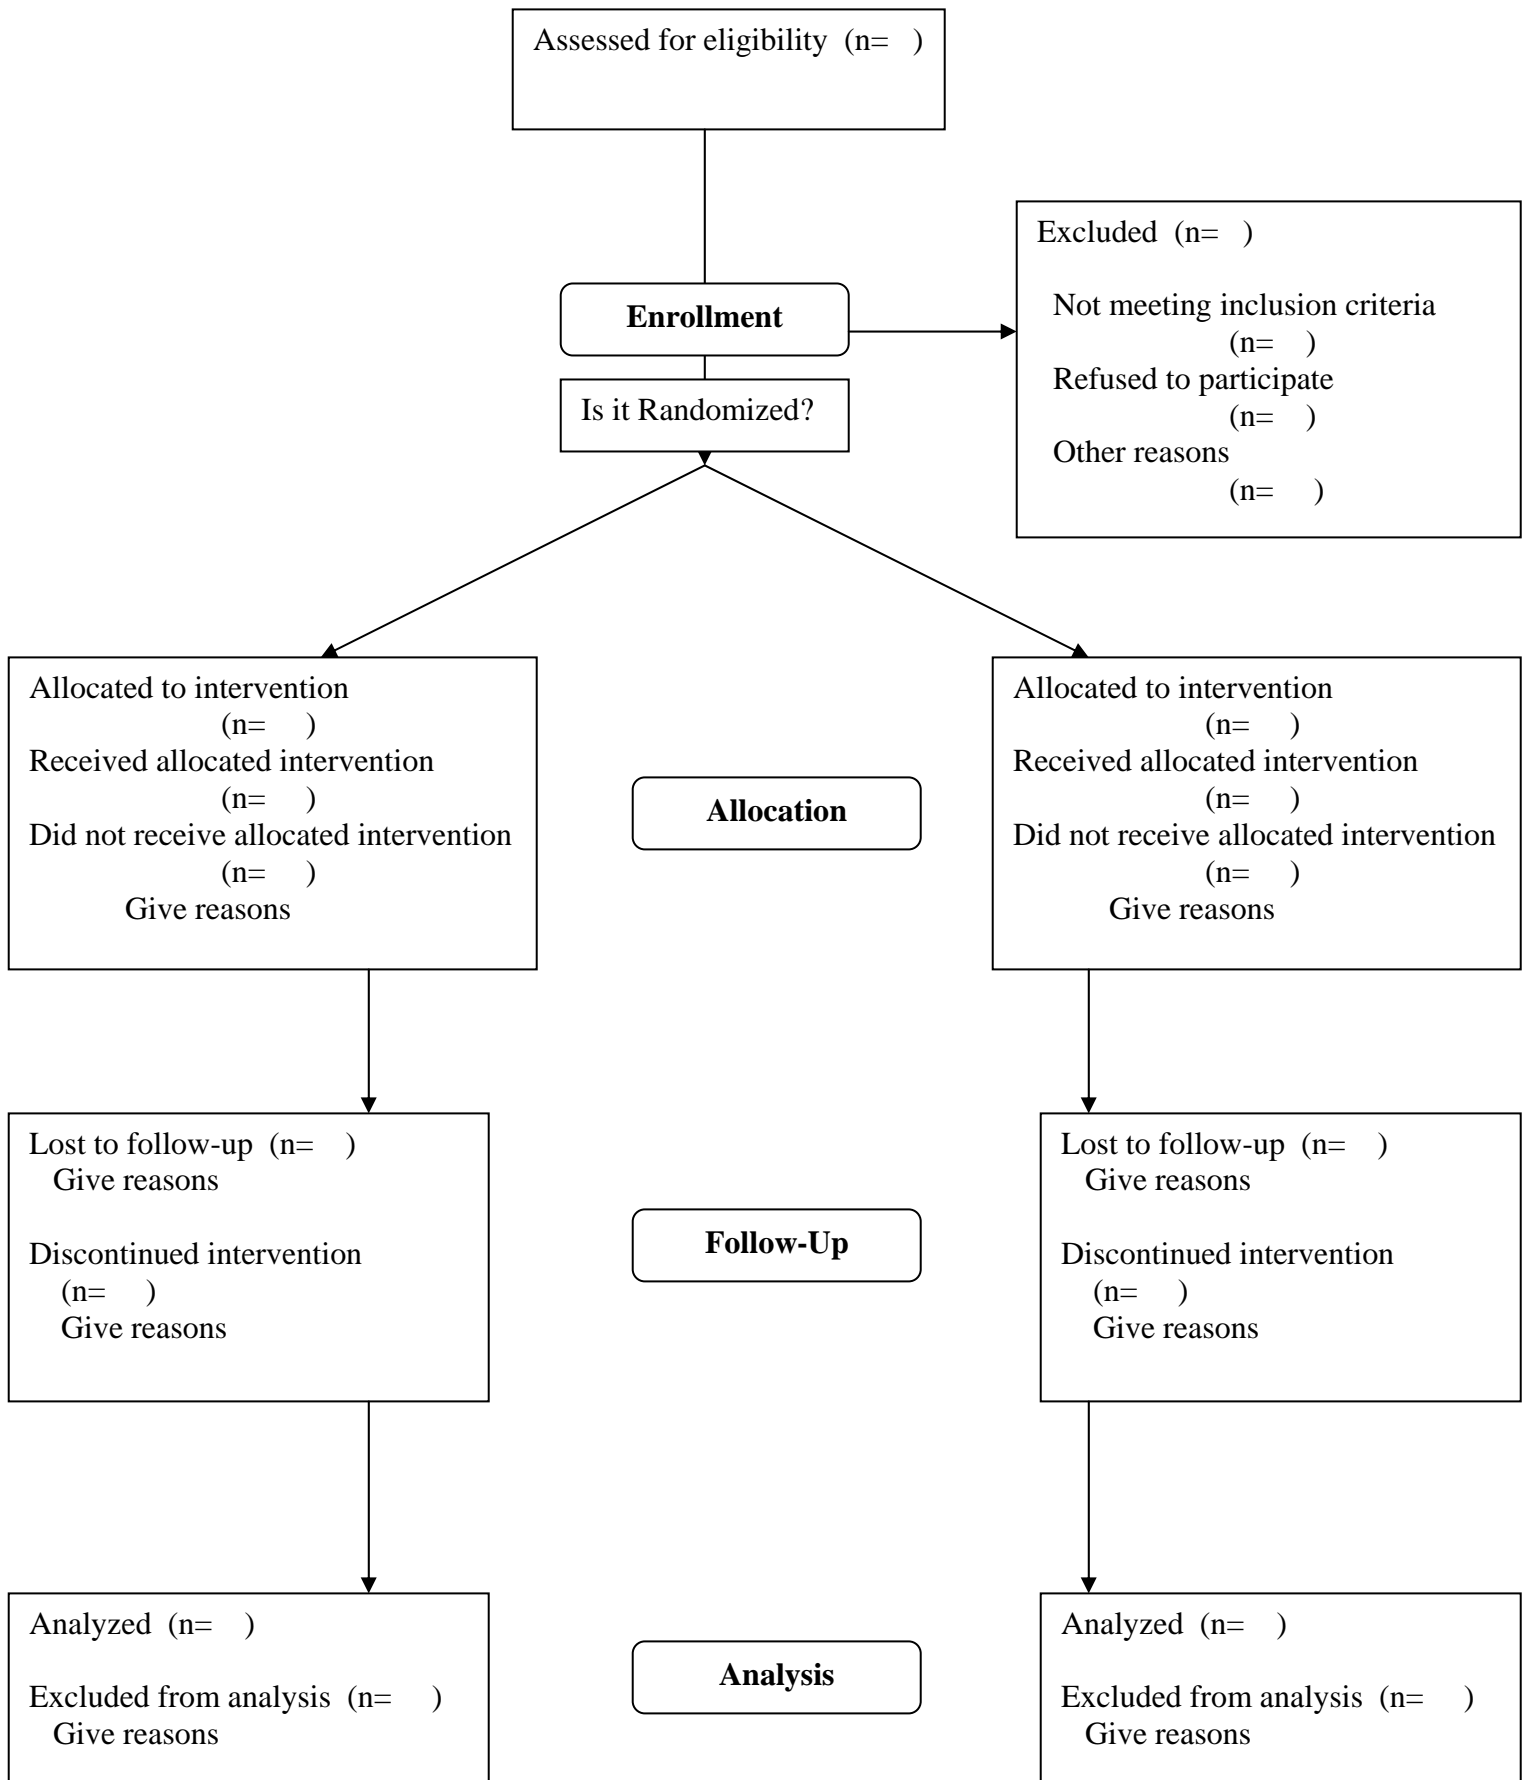 Assessed for eligibility (n=   )
Excluded (n=   )
Not meeting inclusion criteria
(n=    )
Refused to participate
(n=    )
Other reasons
(n=     )
Enrollment
Is it Randomized?
Allocated to intervention
(n=     )
Received allocated intervention
(n=     )
Did not receive allocated intervention
(n=     )
Give reasons
Allocation
Allocated to intervention
(n=     )
Received allocated intervention
(n=     )
Did not receive allocated intervention
(n=     )
Give reasons
Lost to follow-up (n=    )
Give reasons
Discontinued intervention
(n=     )
Give reasons
Follow-Up
Lost to follow-up (n=    )
Give reasons
Discontinued intervention
(n=     )
Give reasons
Analyzed (n=    )
Excluded from analysis (n=     )
Give reasons
Analysis
Analyzed (n=    )
Excluded from analysis (n=     )
Give reasons